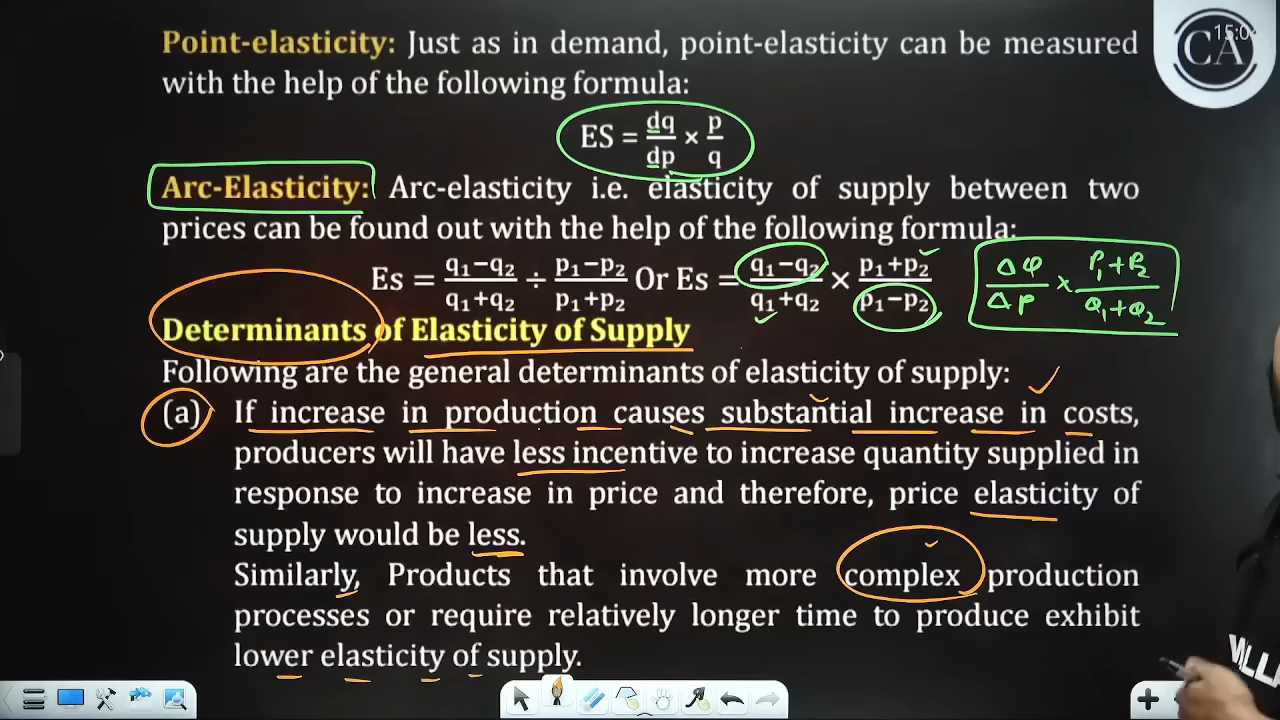 Point-elasticity: Just as in demand, point-elasticity can be measured
with the help of the following formula:
ES = dq/dp × p/q
Arc-Elasticity: Arc-elasticity i.e. elasticity of supply between two
prices can be found out with the help of the following formula:
Es = q₁−q₂/q₁+q₂ ÷ p₁−p₂/p₁+p₂ Or Es = q₁−q₂/q₁+q₂ × p₁+p₂/p₁−p₂
ΔQ/ΔP × P₁+P₂/Q₁+Q₂
Determinants of Elasticity of Supply
Following are the general determinants of elasticity of supply:
(a) If increase in production causes substantial increase in costs,
producers will have less incentive to increase quantity supplied in
response to increase in price and therefore, price elasticity of
supply would be less.
Similarly, Products that involve more complex production
processes or require relatively longer time to produce exhibit
lower elasticity of supply.
CA